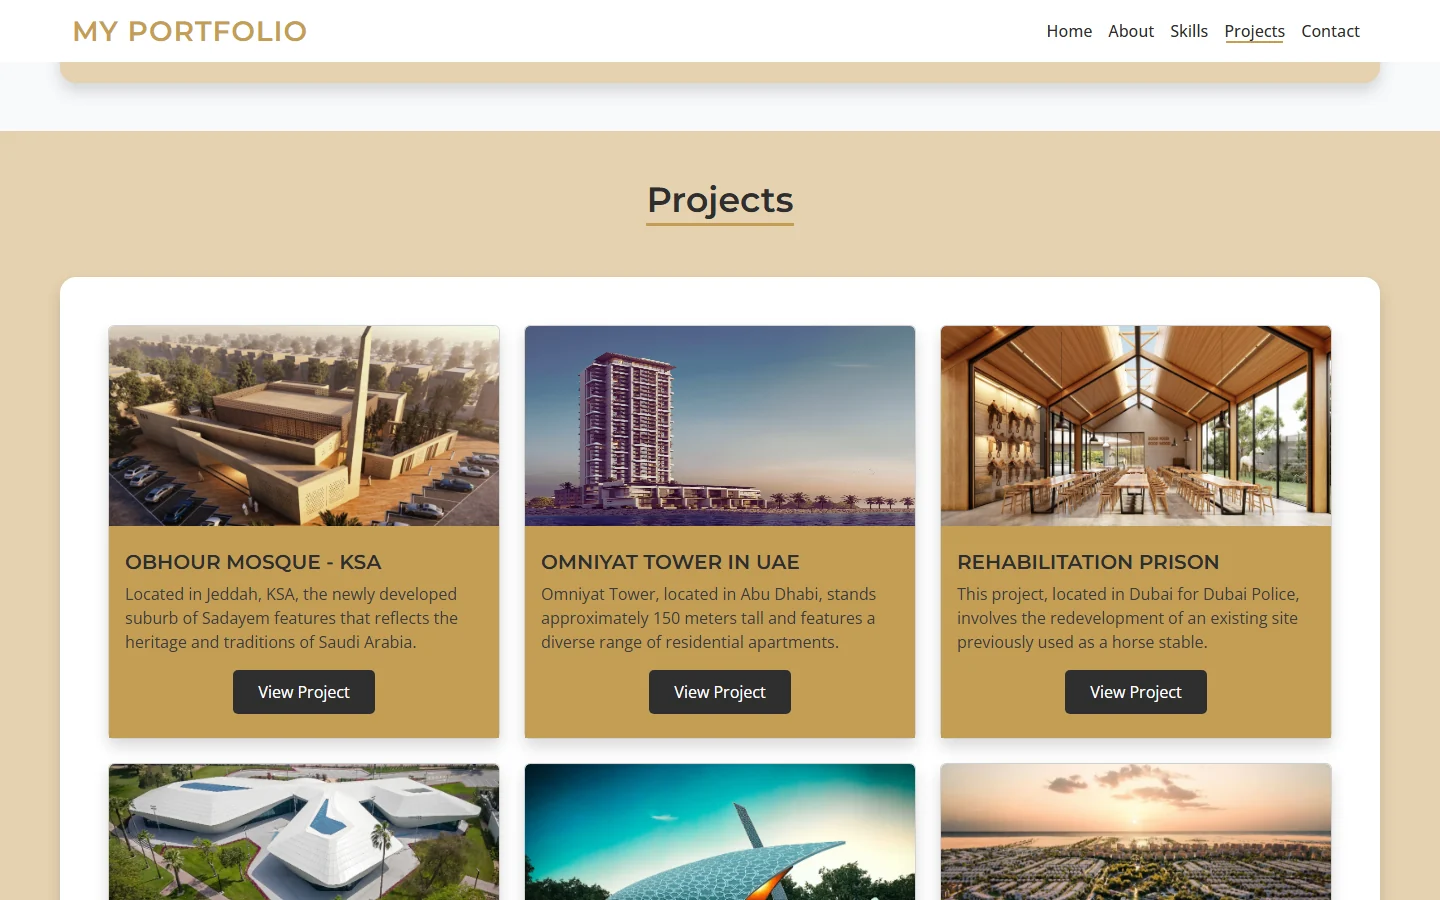 MY PORTFOLIO
Home
About
Skills
Projects
Contact
Projects
OBHOUR MOSQUE - KSA
Located in Jeddah, KSA, the newly developed
suburb of Sadayem features that reflects the
heritage and traditions of Saudi Arabia.
View Project
OMNIYAT TOWER IN UAE
Omniyat Tower, located in Abu Dhabi, stands
approximately 150 meters tall and features a
diverse range of residential apartments.
View Project
REHABILITATION PRISON
This project, located in Dubai for Dubai Police,
involves the redevelopment of an existing site
previously used as a horse stable.
View Project